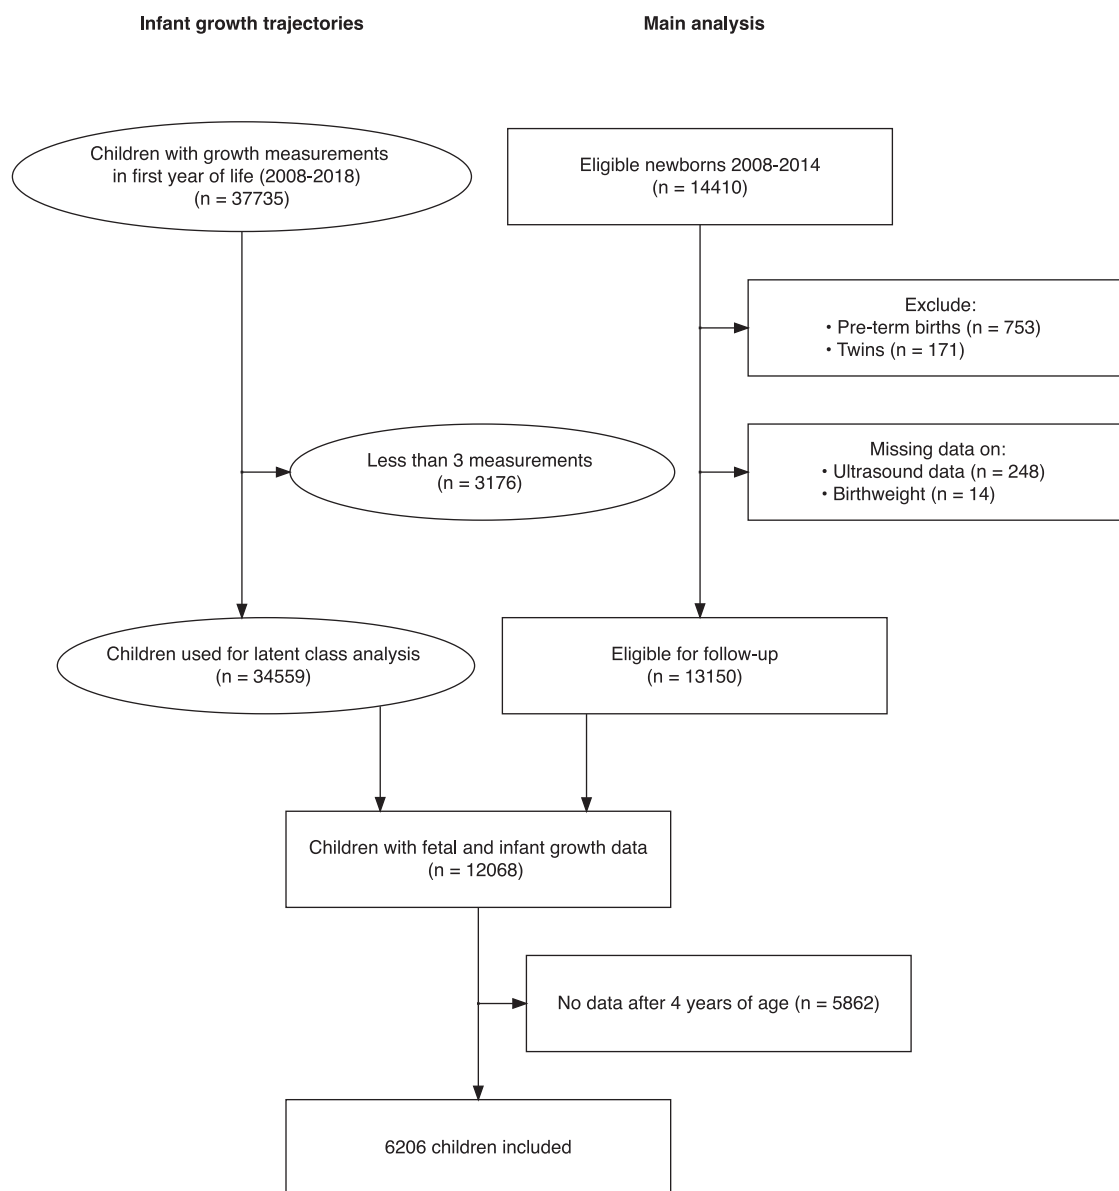 Infant growth trajectories
Main analysis
Children with growth measurements
in first year of life (2008-2018)
(n = 37735)
Eligible newborns 2008-2014
(n = 14410)
Exclude:
• Pre-term births (n = 753)
• Twins (n = 171)
Less than 3 measurements
(n = 3176)
Missing data on:
• Ultrasound data (n = 248)
• Birthweight (n = 14)
Children used for latent class analysis
(n = 34559)
Eligible for follow-up
(n = 13150)
Children with fetal and infant growth data
(n = 12068)
No data after 4 years of age (n = 5862)
6206 children included